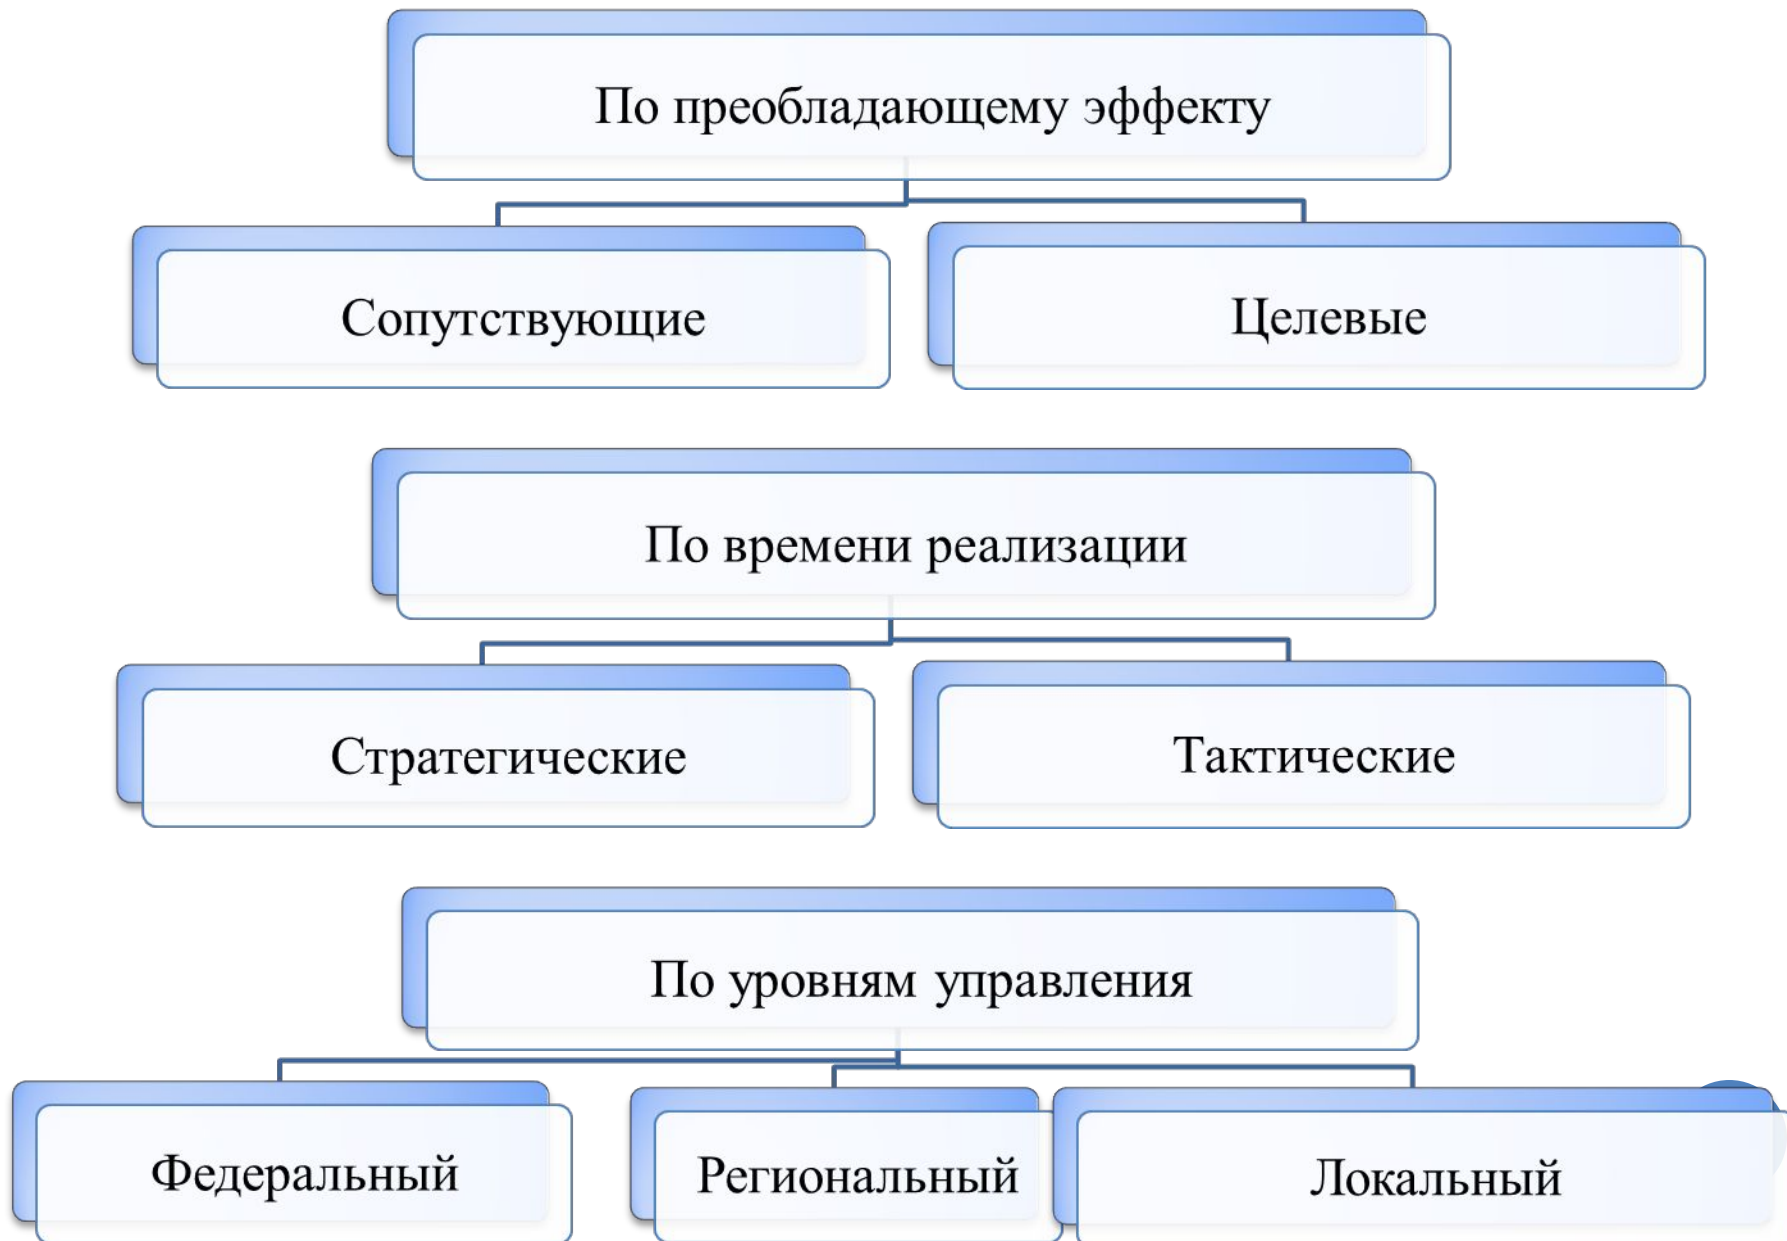 По преобладающему эффекту
Сопутствующие
Целевые
По времени реализации
Стратегические
Тактические
По уровням управления
Федеральный
Региональный
Локальный